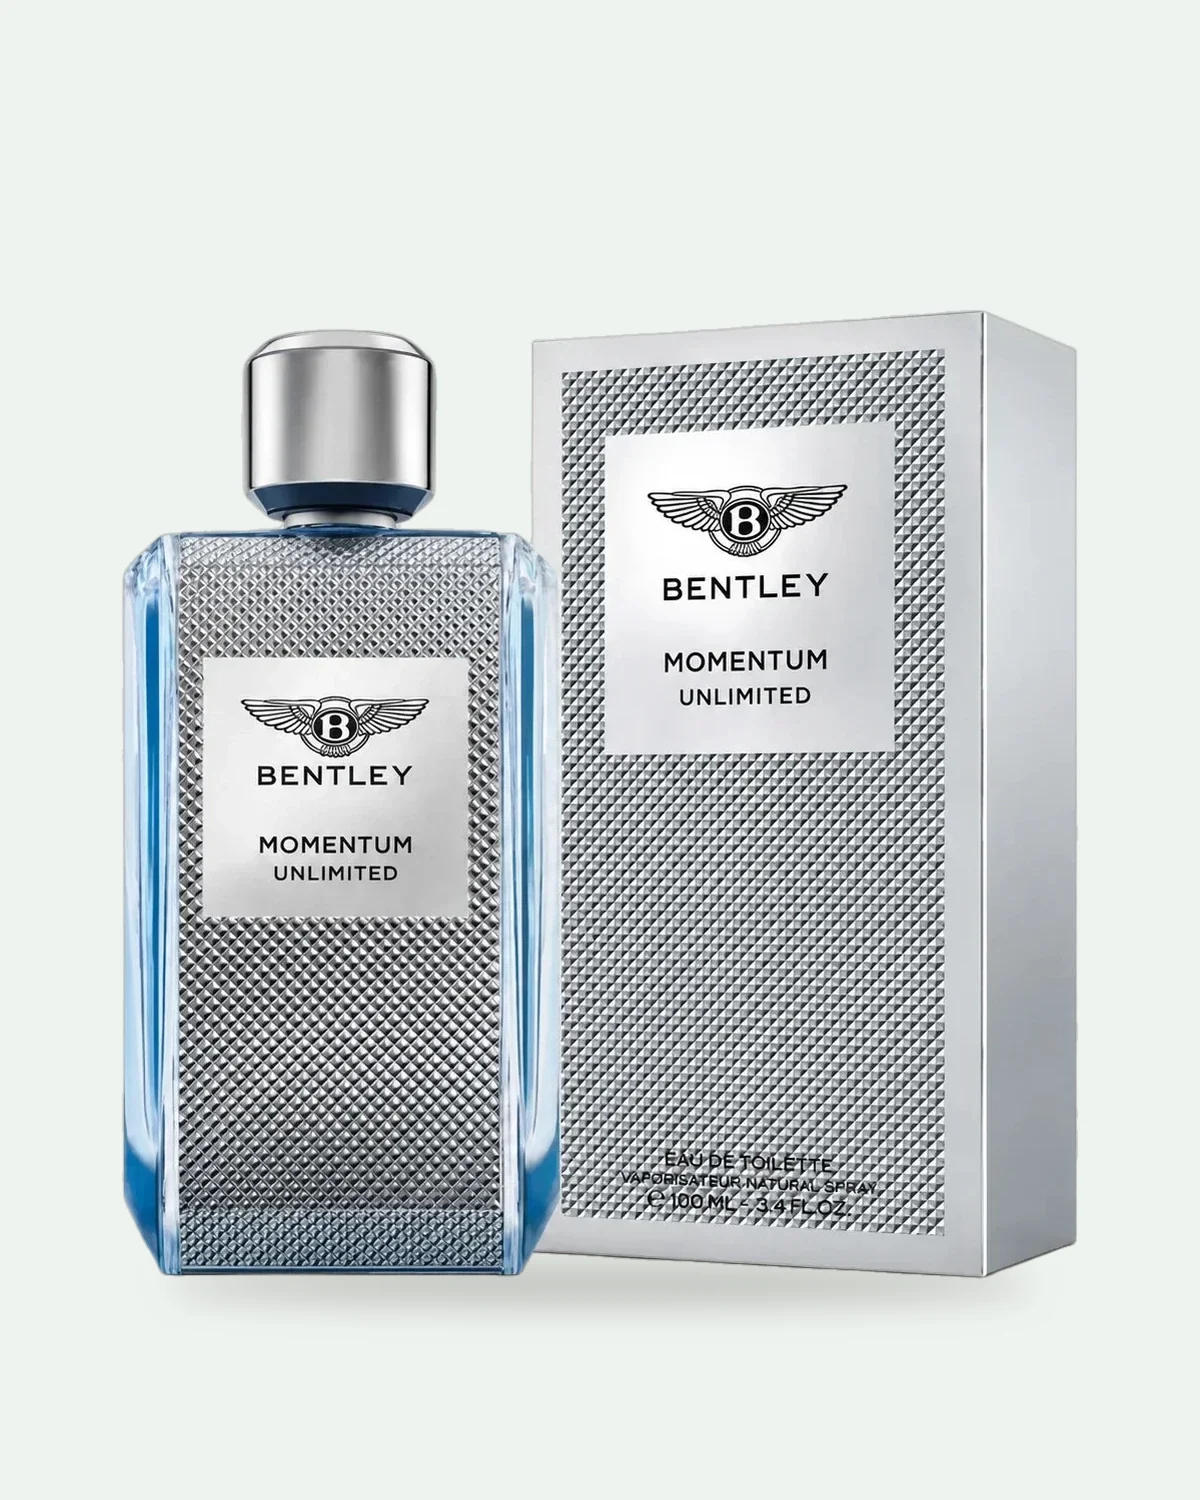 B
BENTLEY
MOMENTUM
UNLIMITED
B
BENTLEY
MOMENTUM
UNLIMITED
EAU DE TOILETTE
VAPORISATEUR NATURAL SPRAY
℮ 100 ML - 3.4 FL.OZ.